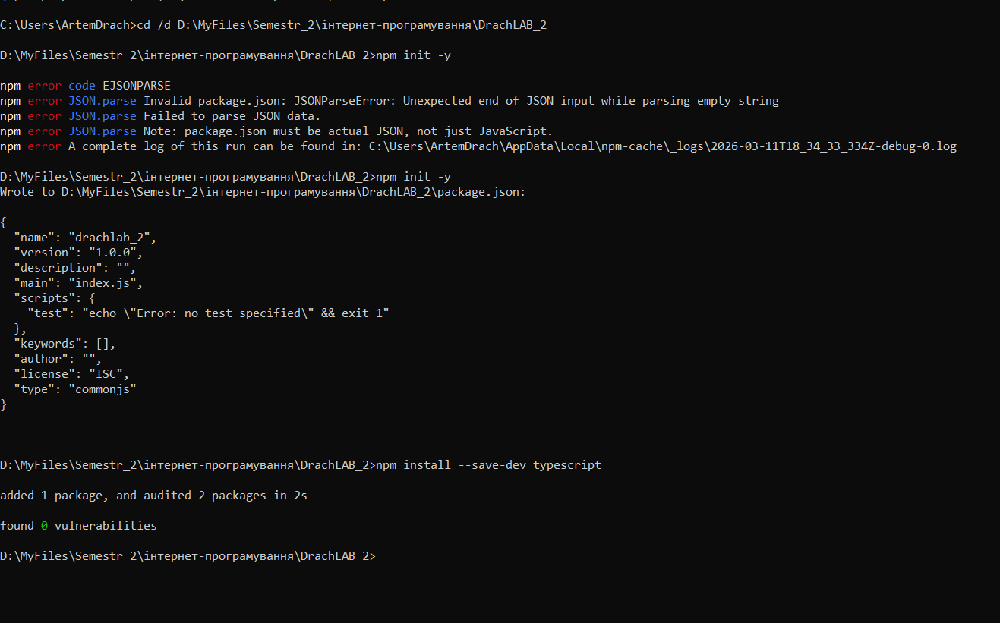 C:\Users\ArtemDrach>cd /d D:\MyFiles\Semestr_2\інтернет-програмування\DrachLAB_2
D:\MyFiles\Semestr_2\інтернет-програмування\DrachLAB_2>npm init -y
npm error code EJSONPARSE
npm error JSON.parse Invalid package.json: JSONParseError: Unexpected end of JSON input while parsing empty string
npm error JSON.parse Failed to parse JSON data.
npm error JSON.parse Note: package.json must be actual JSON, not just JavaScript.
npm error A complete log of this run can be found in: C:\Users\ArtemDrach\AppData\Local\npm-cache\_logs\2026-03-11T18_34_33_334Z-debug-0.log
D:\MyFiles\Semestr_2\інтернет-програмування\DrachLAB_2>npm init -y
Wrote to D:\MyFiles\Semestr_2\інтернет-програмування\DrachLAB_2\package.json:
{
  "name": "drachlab_2",
  "version": "1.0.0",
  "description": "",
  "main": "index.js",
  "scripts": {
    "test": "echo \"Error: no test specified\" && exit 1"
  },
  "keywords": [],
  "author": "",
  "license": "ISC",
  "type": "commonjs"
}
D:\MyFiles\Semestr_2\інтернет-програмування\DrachLAB_2>npm install --save-dev typescript
added 1 package, and audited 2 packages in 2s
found 0 vulnerabilities
D:\MyFiles\Semestr_2\інтернет-програмування\DrachLAB_2>